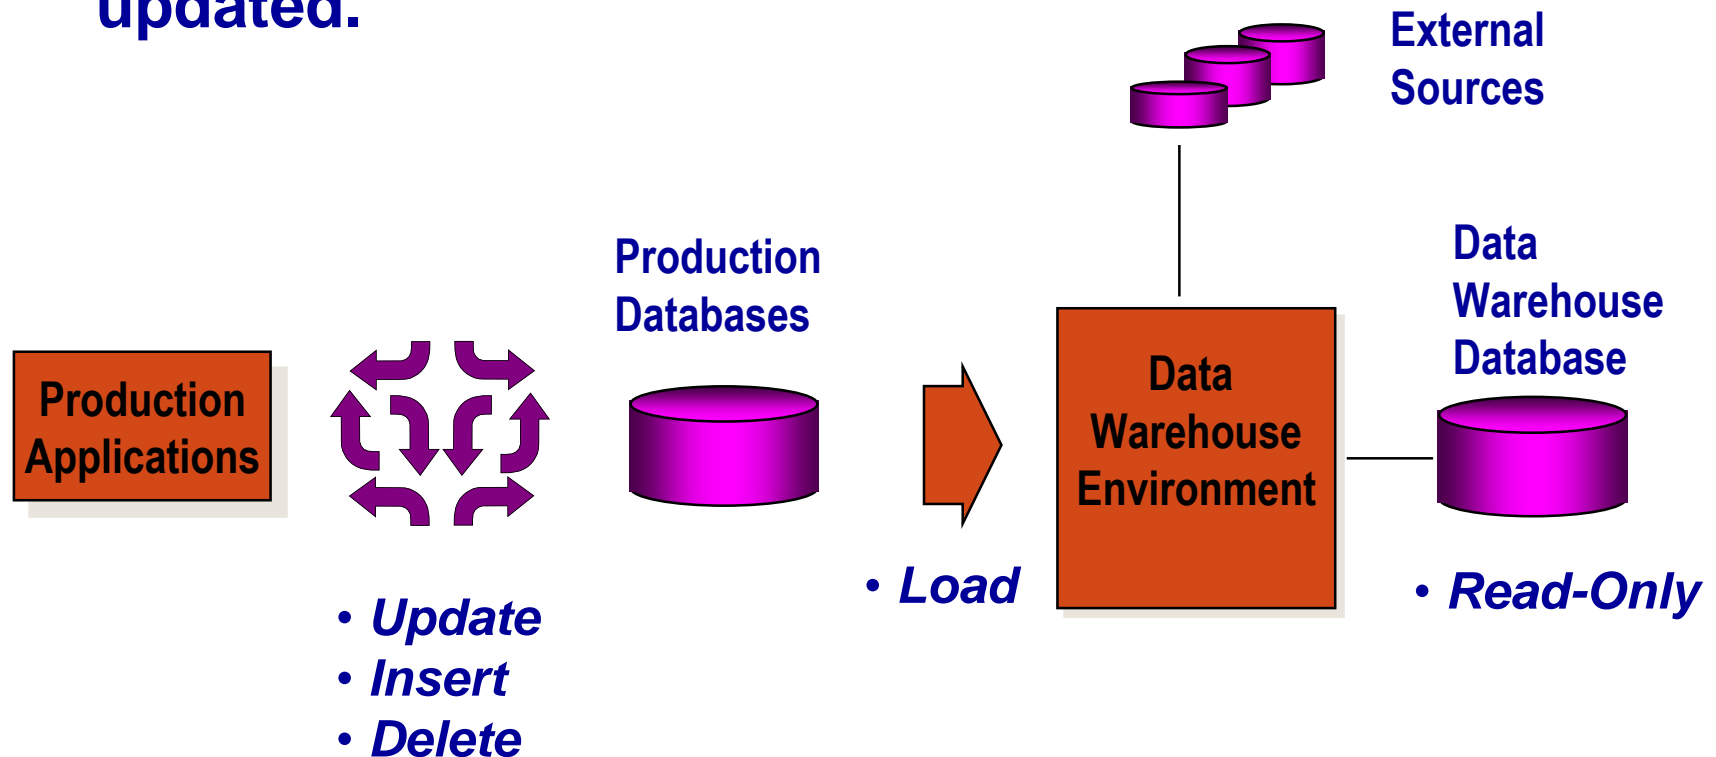 updated.
External
Sources
Production
Databases
Data
Warehouse
Database
Production
Applications
Data
Warehouse
Environment
• Load
• Read-Only
• Update
• Insert
• Delete